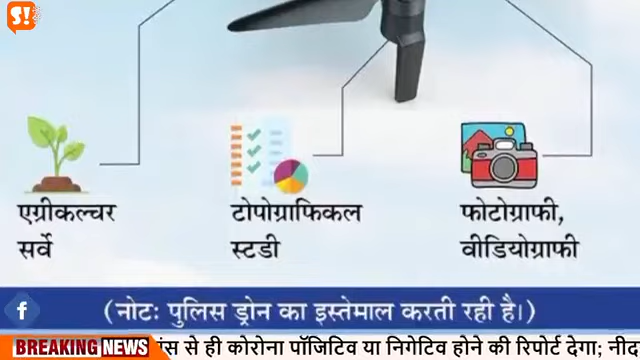 S!
एग्रीकल्चर
सर्वे
टोपोग्राफिकल
स्टडी
फोटोग्राफी,
वीडियोग्राफी
(नोटः पुलिस ड्रोन का इस्तेमाल करती रही है।)
f
BREAKING NEWS
से ही कोरोना पॉजिटिव या निगेटिव होने की रिपोर्ट देगा;